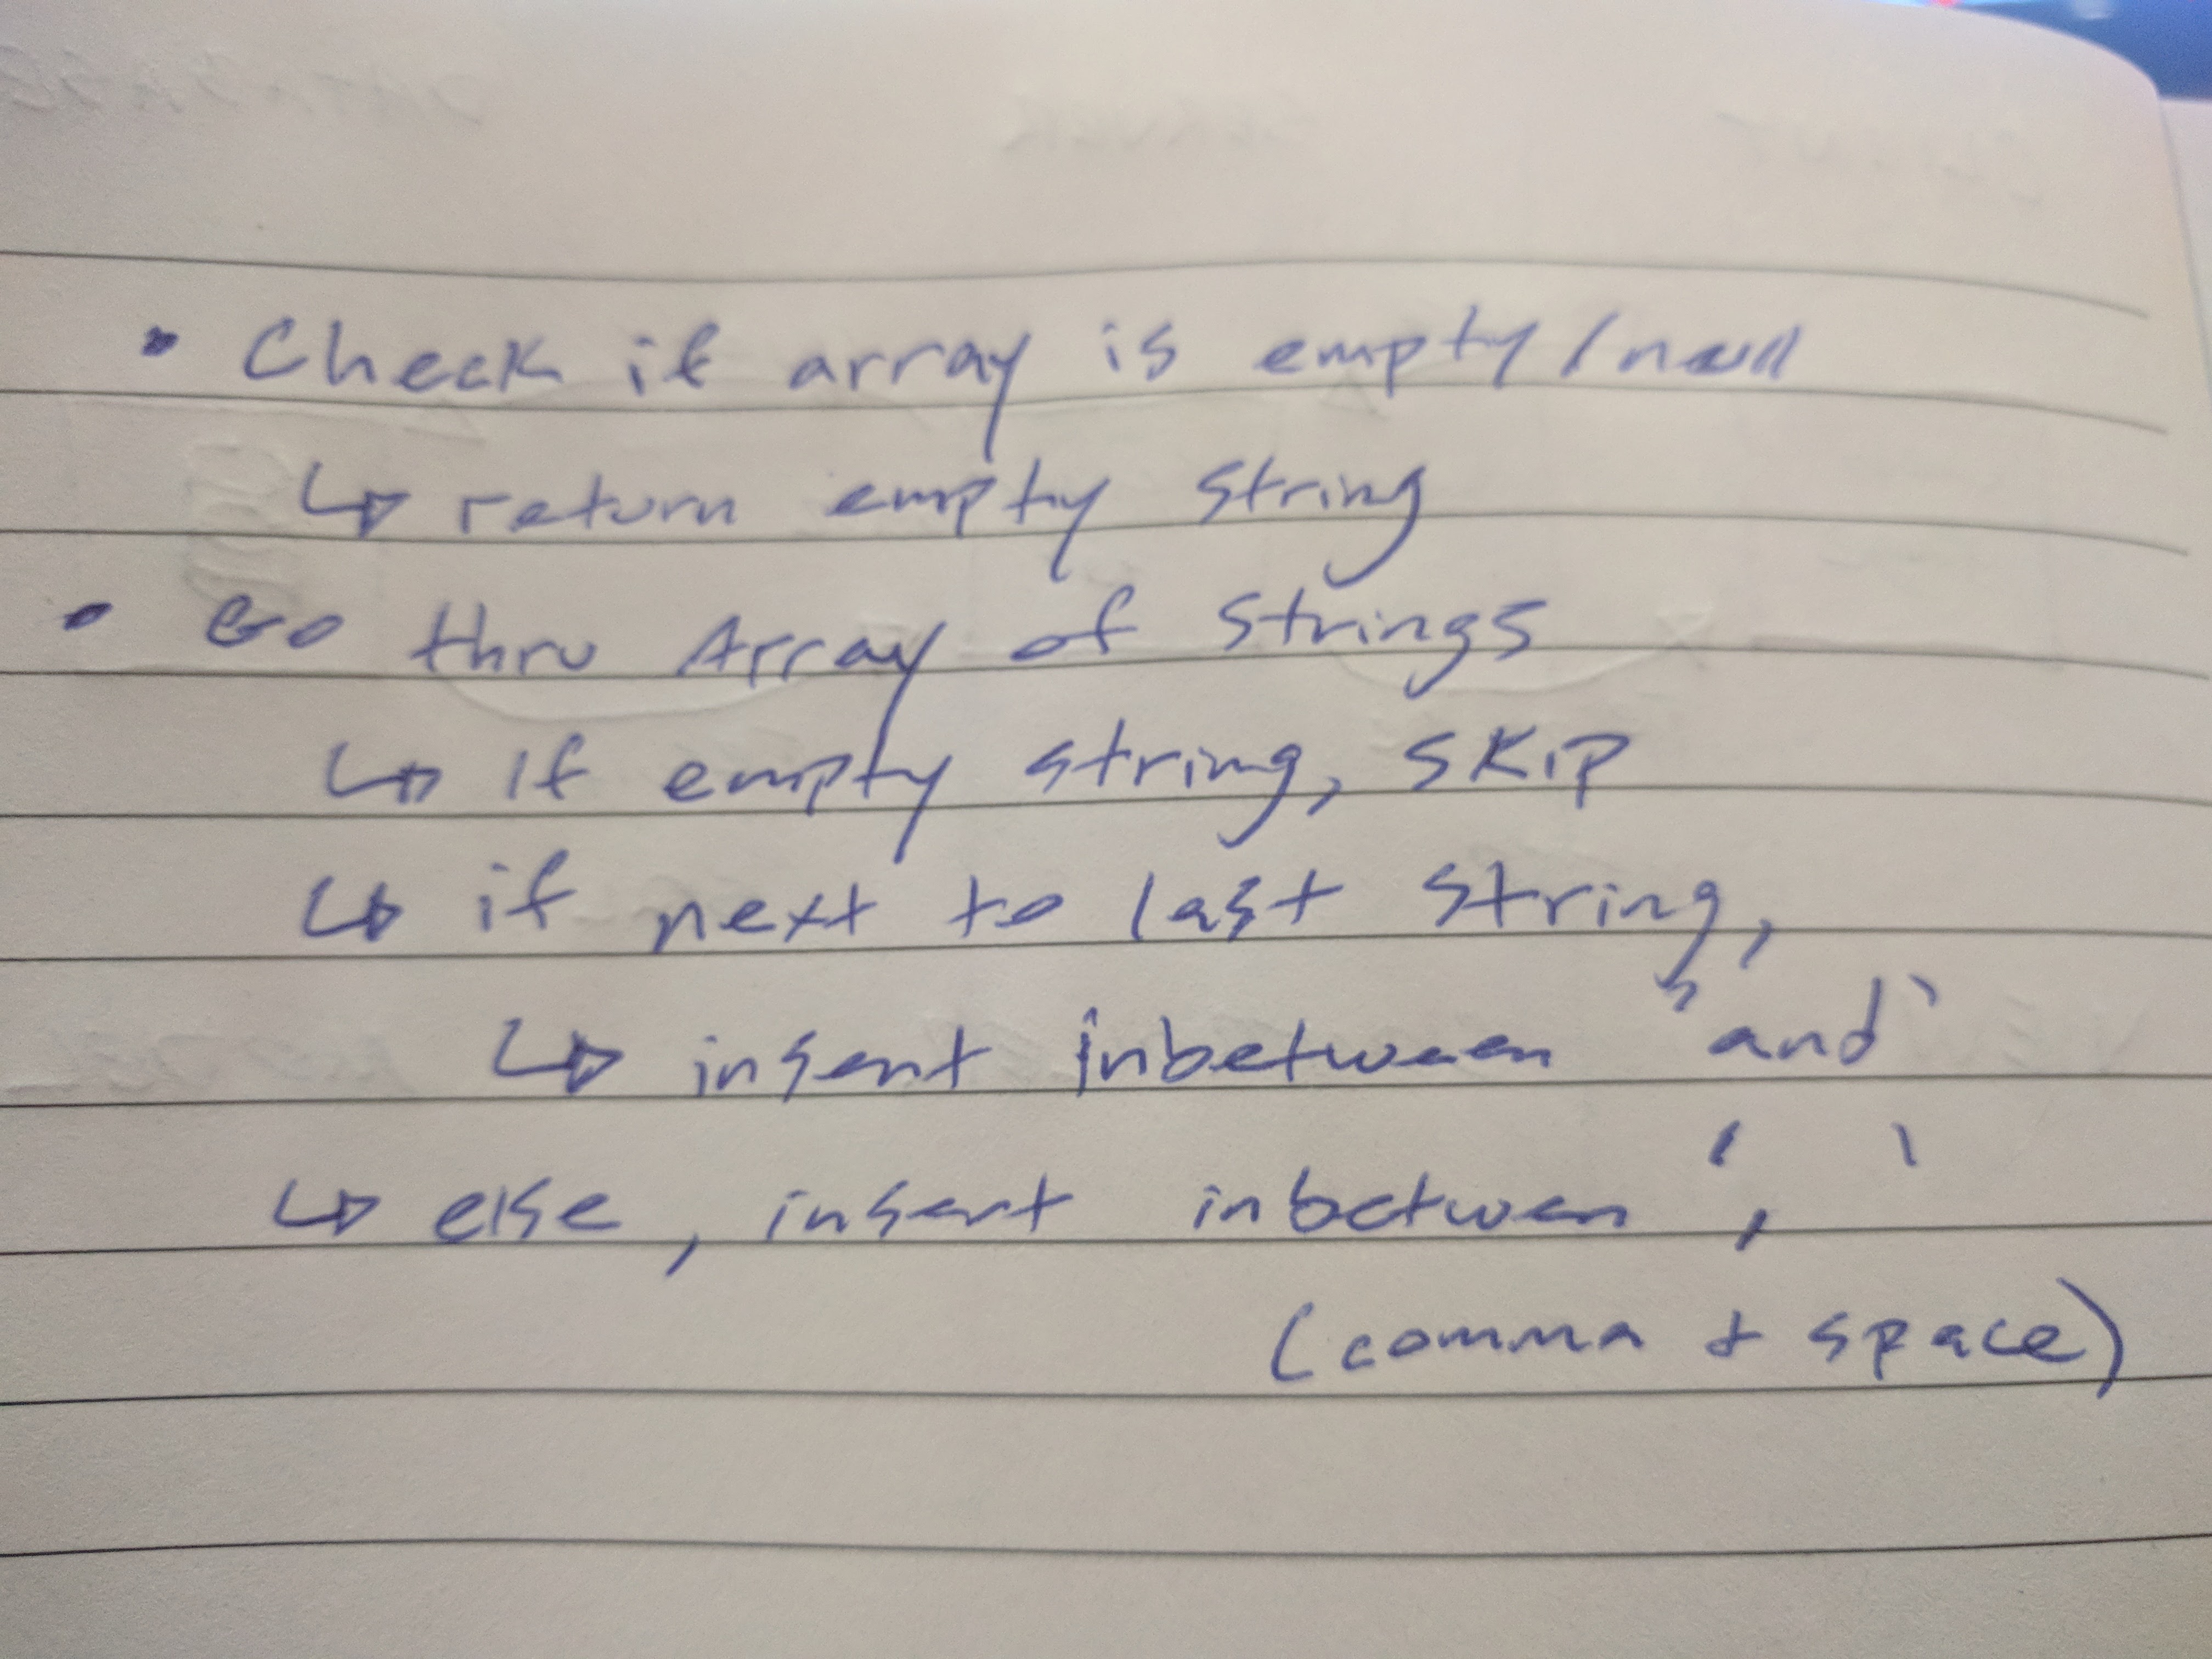 • Check if array is empty/null
↳ return empty string
• Go thru Array of strings
↳ If empty string, skip
↳ if next to last string,
↳ insert inbetween 'and'
↳ else, insert inbetween ', '
(comma + space)